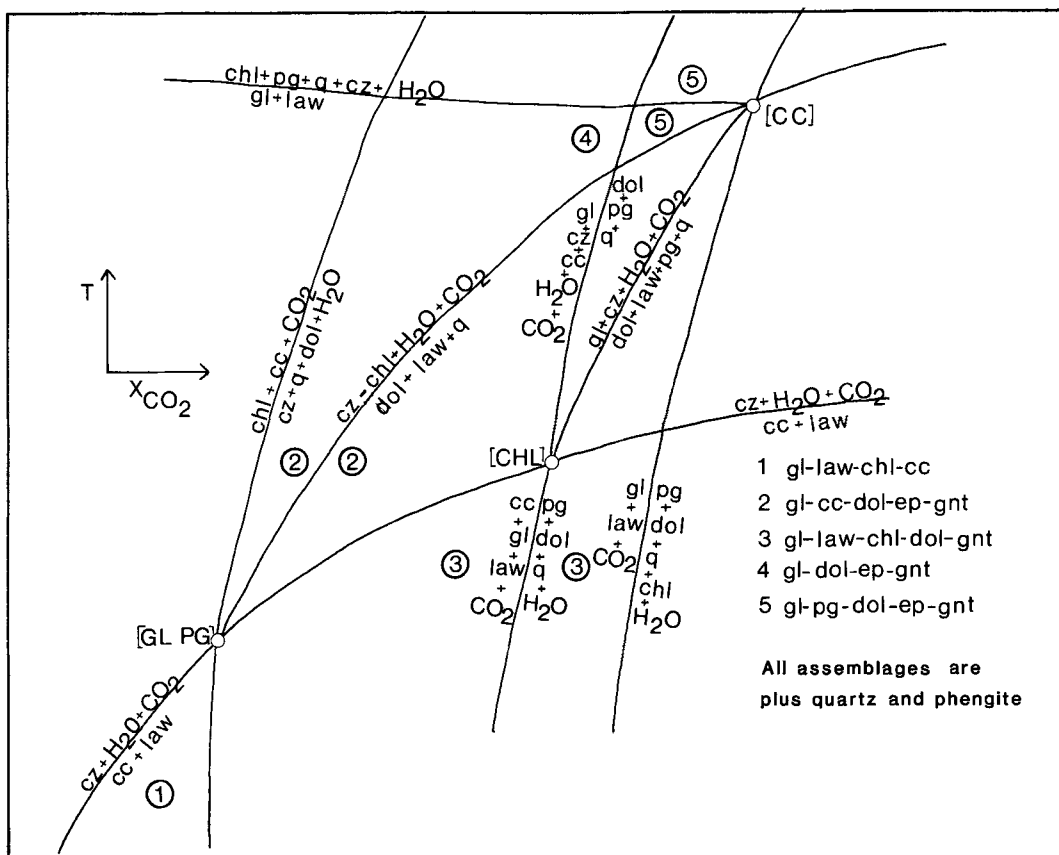 chl+pg+q+cz+ H2O
gl+law
⑤
[CC]
④
⑤
dol
+
gl pg
+ +
cz q
+
cc
+
H2O
+
CO2
gl+cz+H2O+CO2
dol+law+pg+q
T
XCO2
chl+cc+CO2
cz+q+dol+H2O
cz-chl+H2O+CO2
dol+law+q
②
②
[CHL]
cz+H2O+CO2
cc+law
cc pg
+ +
gl dol
+ +
law q
+ +
CO2 H2O
③
③
gl pg
+ +
law dol
+ +
CO2 q
+
chl
+
H2O
[GL PG]
cz+H2O+CO2
cc+law
①
1 gl-law-chl-cc
2 gl-cc-dol-ep-gnt
3 gl-law-chl-dol-gnt
4 gl-dol-ep-gnt
5 gl-pg-dol-ep-gnt
All assemblages are
plus quartz and phengite